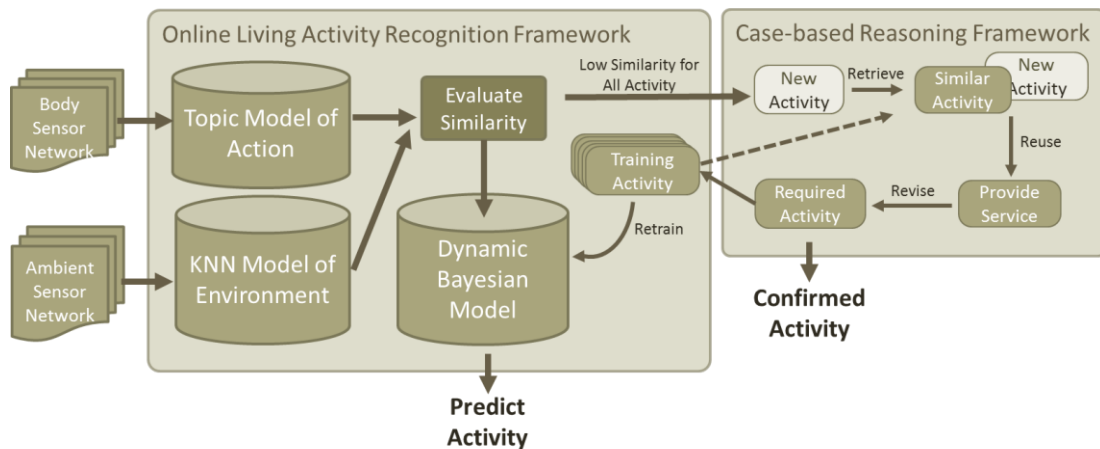 Online Living Activity Recognition Framework
Case-based Reasoning Framework
Body
Sensor
Network
Topic Model of
Action
Evaluate
Similarity
Low Similarity for
All Activity
New
Activity
Retrieve
Similar
Activity
New
Activity
Reuse
Training
Activity
Required
Activity
Revise
Provide
Service
Retrain
Ambient
Sensor
Network
KNN Model of
Environment
Dynamic
Bayesian
Model
Confirmed
Activity
Predict
Activity